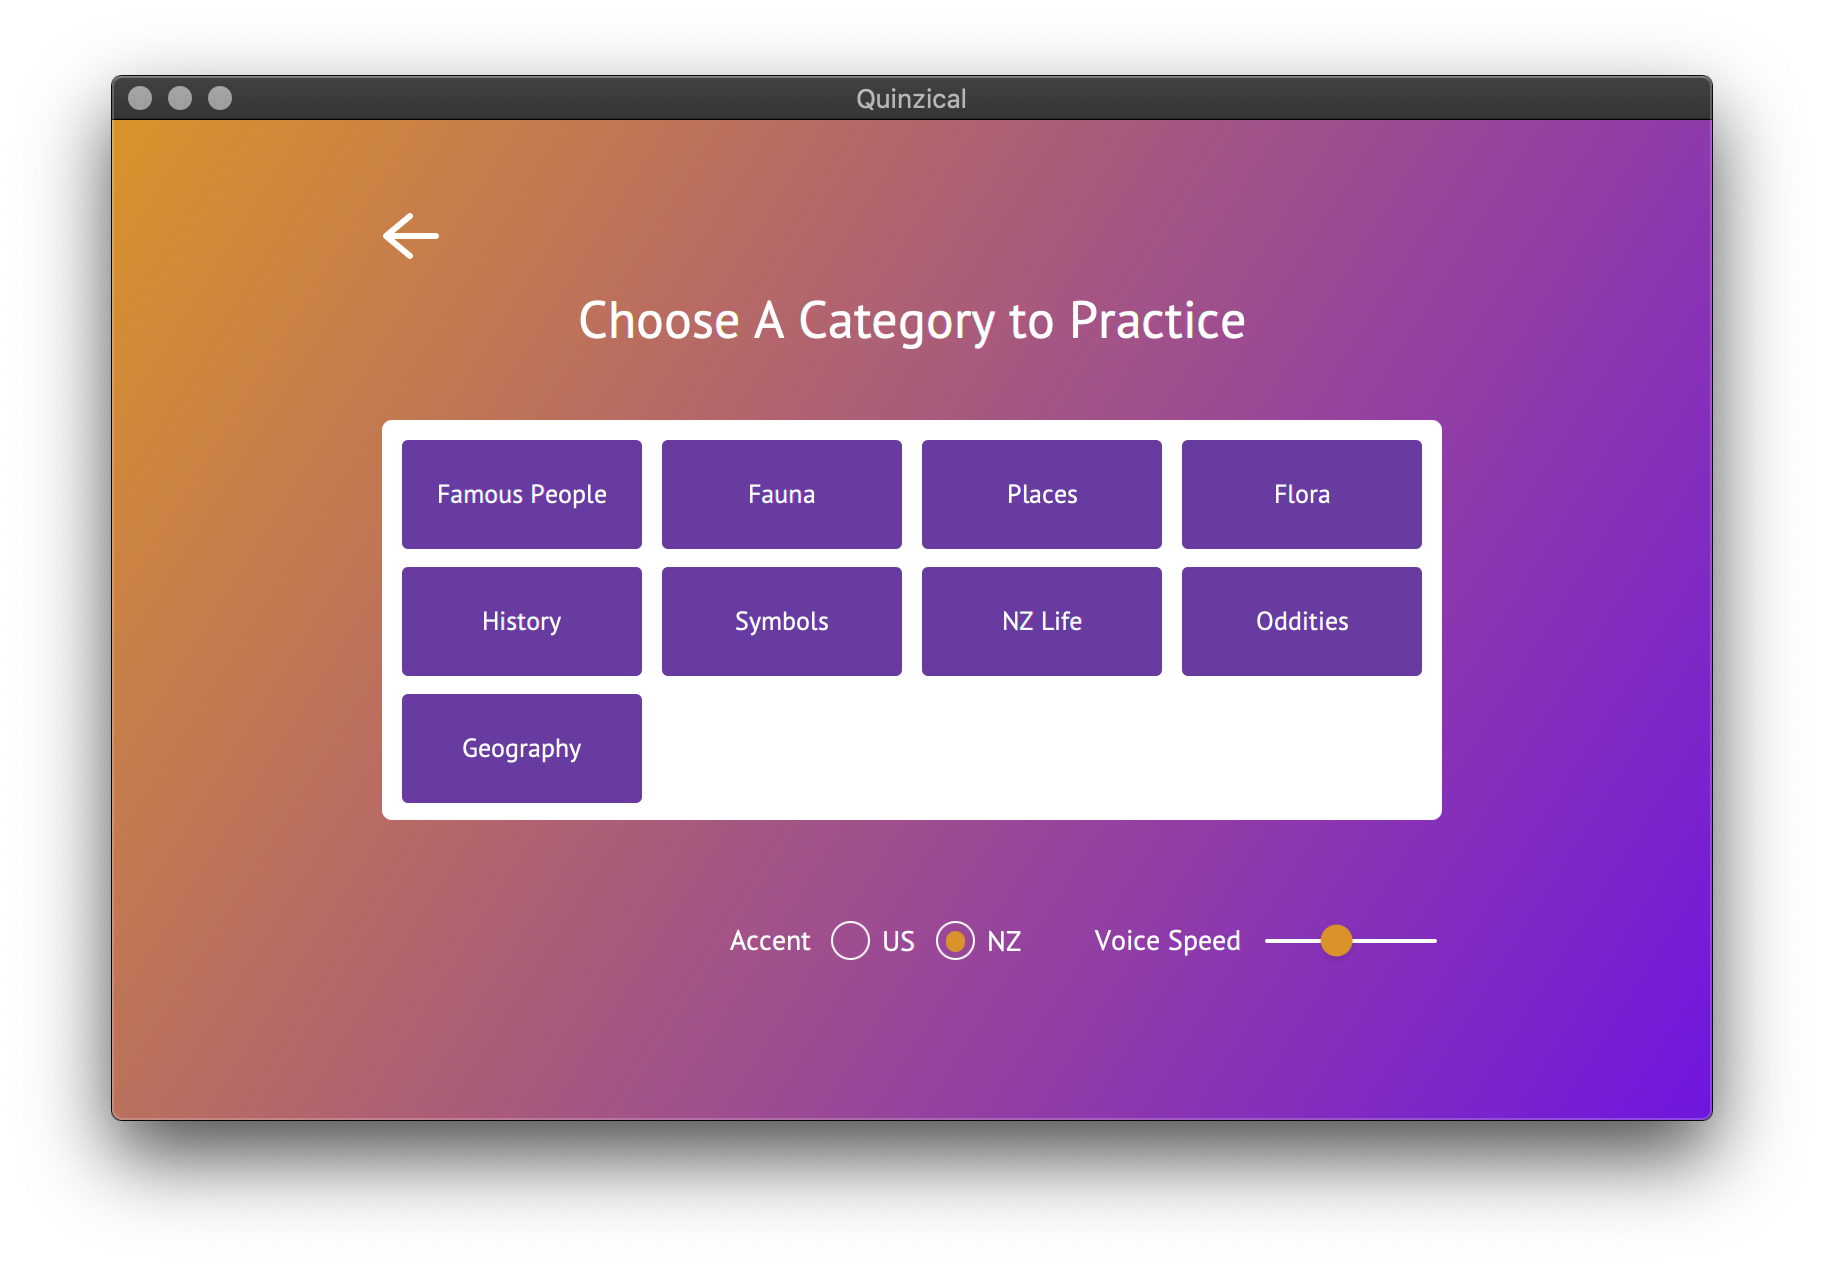 Quinzical
Choose A Category to Practice
Famous People
Fauna
Places
Flora
History
Symbols
NZ Life
Oddities
Geography
Accent US NZ Voice Speed